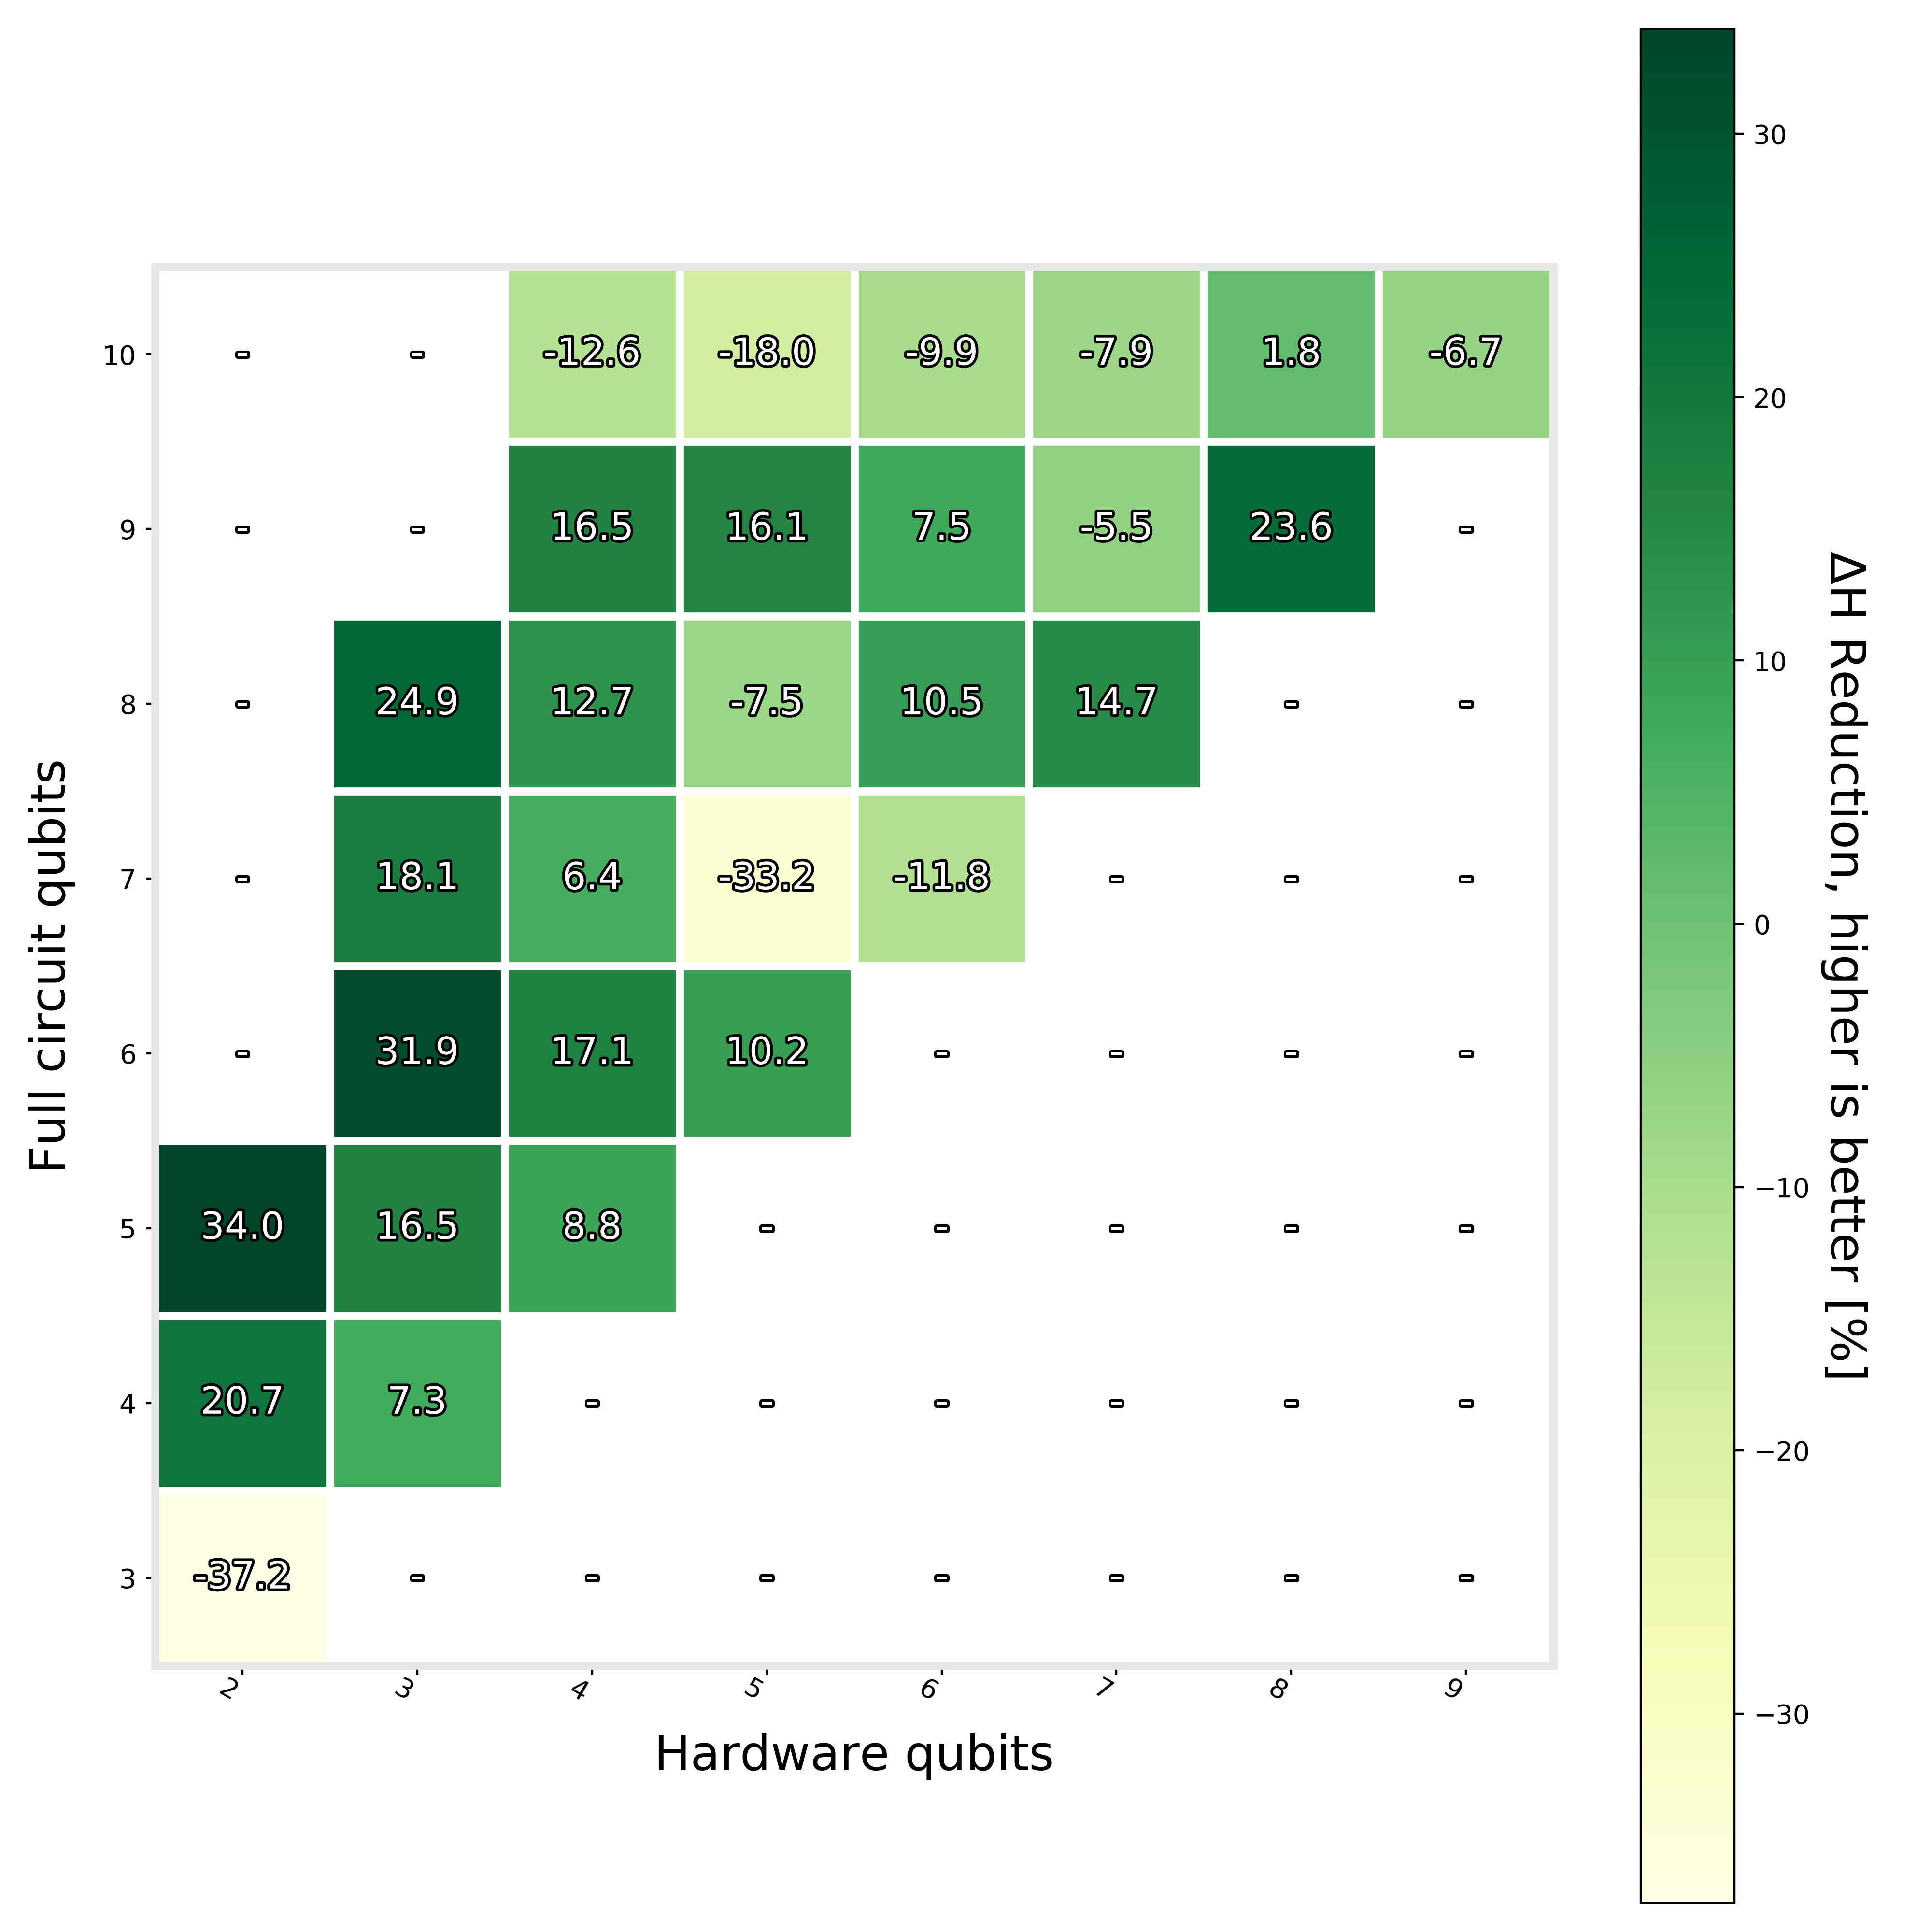 10 - - -12.6 -18.0 -9.9 -7.9 1.8 -6.7
9 - - 16.5 16.1 7.5 -5.5 23.6 -
8 - 24.9 12.7 -7.5 10.5 14.7 - -
7 - 18.1 6.4 -33.2 -11.8 - - -
6 - 31.9 17.1 10.2 - - - -
5 34.0 16.5 8.8 - - - - -
4 20.7 7.3 - - - - - -
3 -37.2 - - - - - - -
2 3 4 5 6 7 8 9
Hardware qubits
Full circuit qubits
30
20
10
0
−10
−20
−30
ΔH Reduction, higher is better [%]